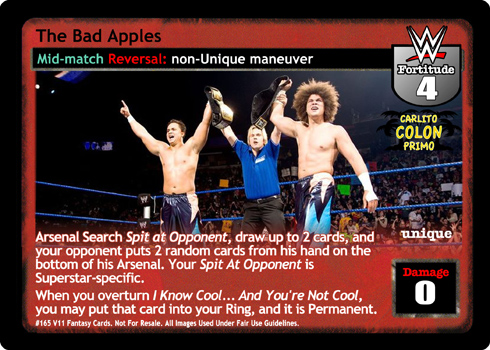 The Bad Apples
Mid-match Reversal: non-Unique maneuver
Fortitude
4
CARLITO
COLON
PRIMO
Arsenal Search Spit at Opponent, draw up to 2 cards, and
your opponent puts 2 random cards from his hand on the
bottom of his Arsenal. Your Spit At Opponent is
Superstar-specific.
When you overturn I Know Cool... And You're Not Cool,
you may put that card into your Ring, and it is Permanent.
#165 V11 Fantasy Cards. Not For Resale. All Images Used Under Fair Use Guidelines.
unique
Damage
0